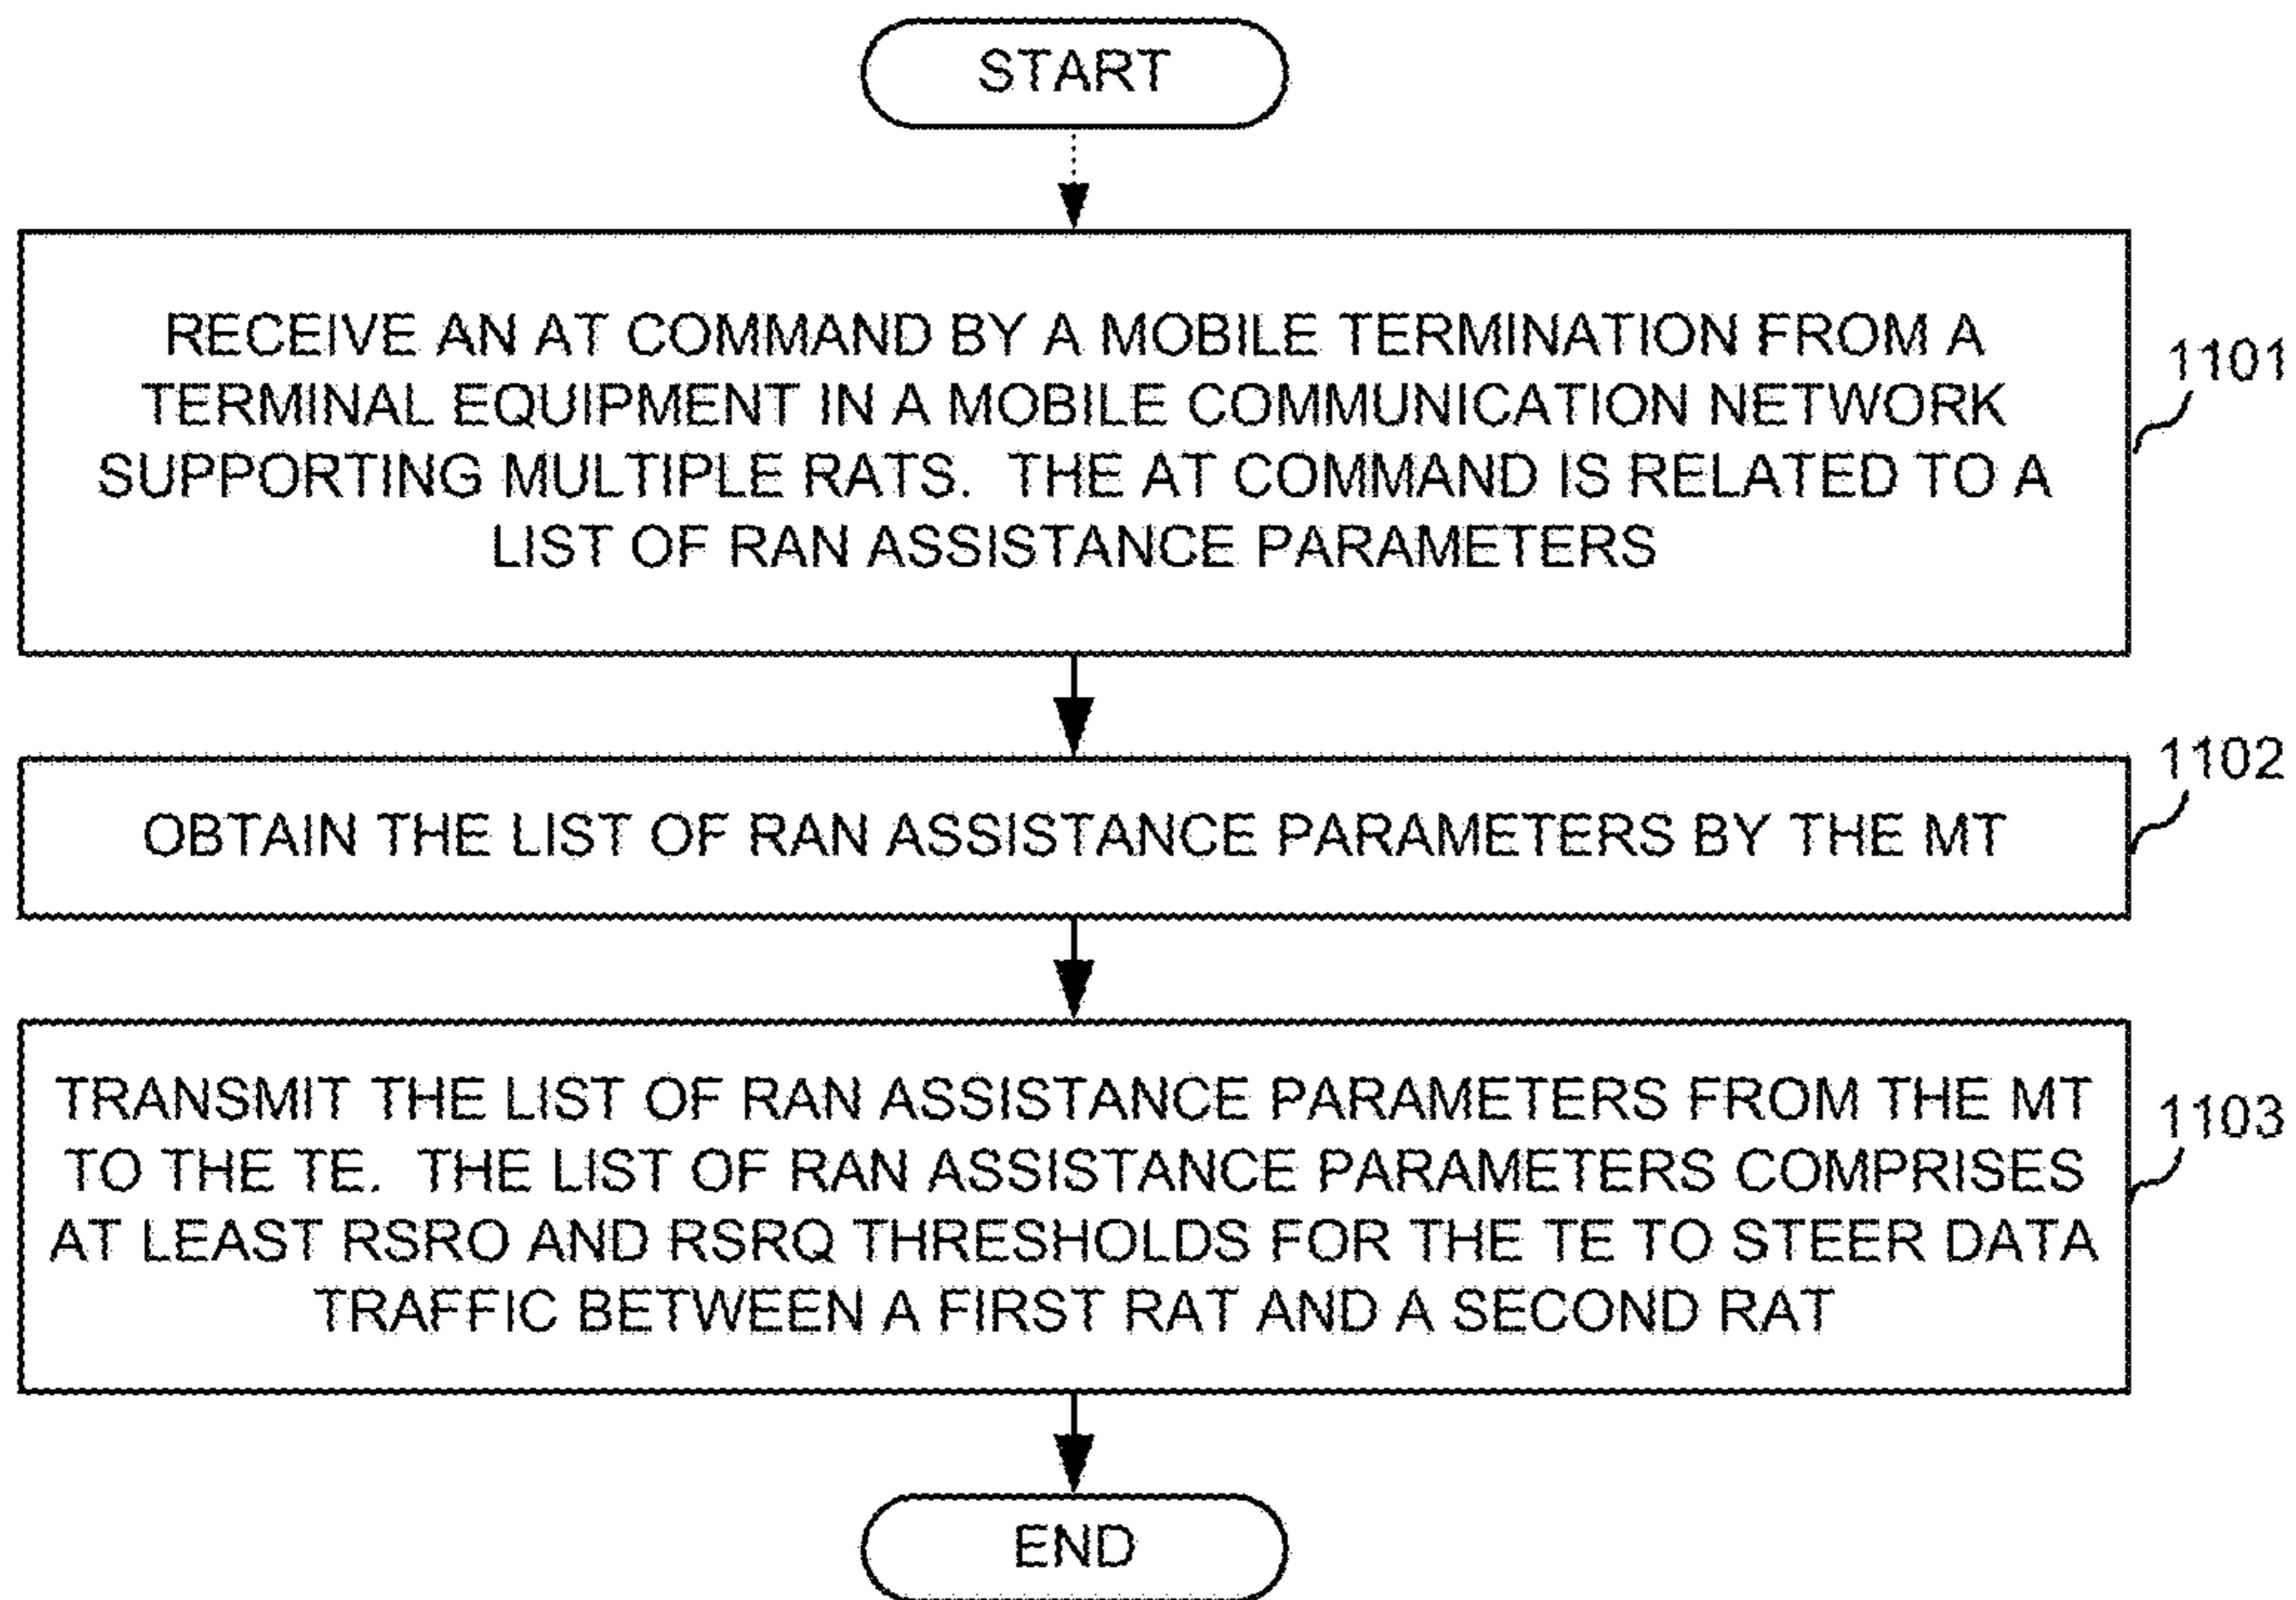 START
RECEIVE AN AT COMMAND BY A MOBILE TERMINATION FROM A
TERMINAL EQUIPMENT IN A MOBILE COMMUNICATION NETWORK
SUPPORTING MULTIPLE RATS. THE AT COMMAND IS RELATED TO A
LIST OF RAN ASSISTANCE PARAMETERS
1101
OBTAIN THE LIST OF RAN ASSISTANCE PARAMETERS BY THE MT
1102
TRANSMIT THE LIST OF RAN ASSISTANCE PARAMETERS FROM THE MT
TO THE TE. THE LIST OF RAN ASSISTANCE PARAMETERS COMPRISES
AT LEAST RSRO AND RSRQ THRESHOLDS FOR THE TE TO STEER DATA
TRAFFIC BETWEEN A FIRST RAT AND A SECOND RAT
1103
END